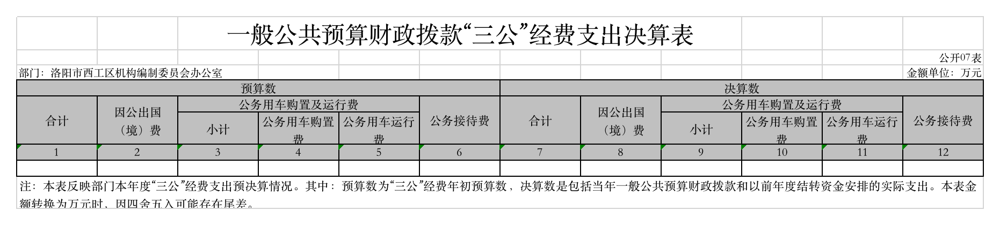 一般公共预算财政拨款“三公”经费支出决算表
公开07表
部门：洛阳市西工区机构编制委员会办公室 金额单位：万元
预算数 决算数
合计 因公出国（境）费 公务用车购置及运行费 公务接待费 合计 因公出国（境）费 公务用车购置及运行费 公务接待费
小计 公务用车购置费 公务用车运行费 小计 公务用车购置费 公务用车运行费
1 2 3 4 5 6 7 8 9 10 11 12
注：本表反映部门本年度“三公”经费支出预决算情况。其中：预算数为“三公”经费年初预算数，决算数是包括当年一般公共预算财政拨款和以前年度结转资金安排的实际支出。本表金
额转换为万元时，因四舍五入可能存在尾差。